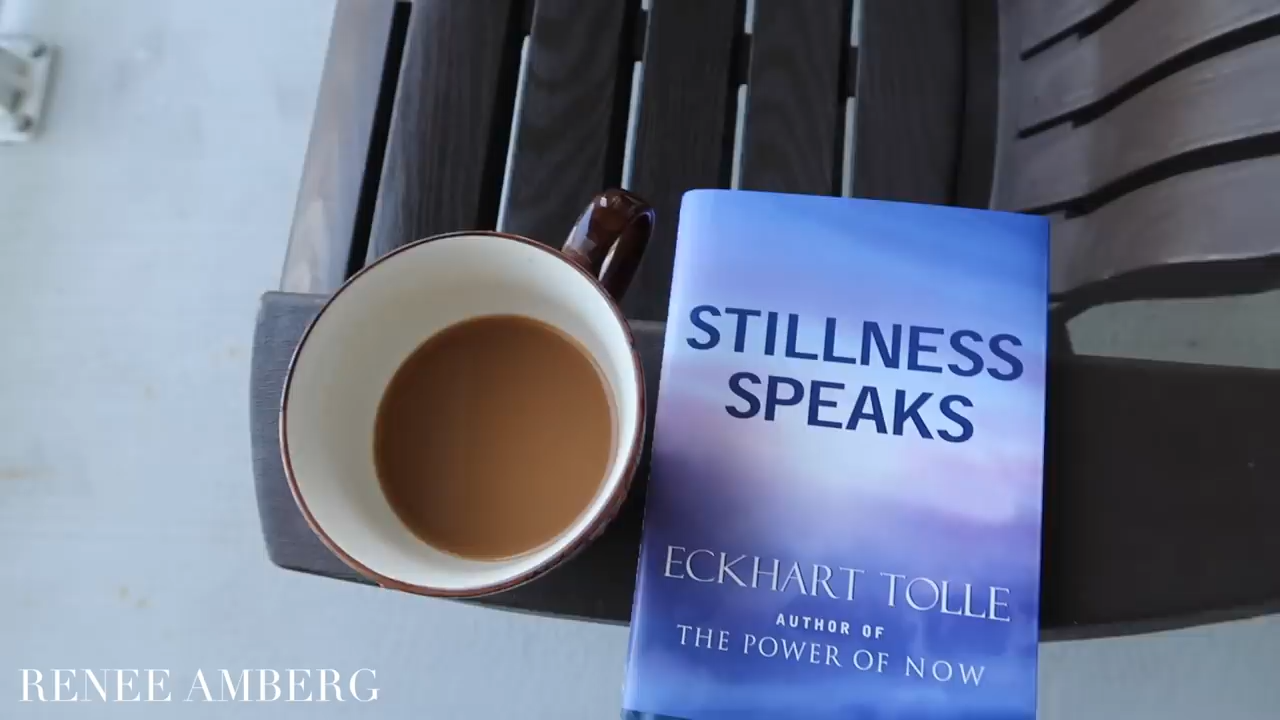 STILLNESS
SPEAKS
ECKHART TOLLE
AUTHOR OF
THE POWER OF NOW
RENEE AMBERG